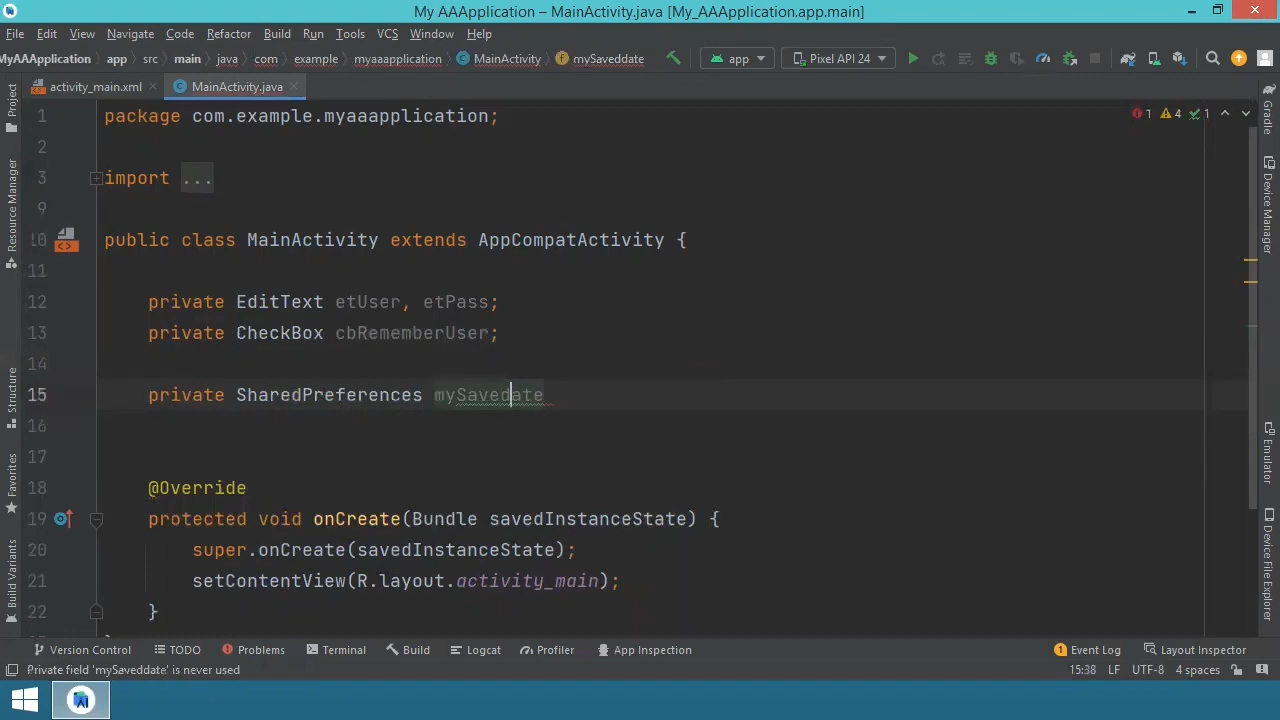 My AAApplication – MainActivity.java [My_AAApplication.app.main]
File Edit View Navigate Code Refactor Build Run Tools VCS Window Help
MyAAApplication app src main java com example myaaapplication MainActivity mySaveddate app Pixel API 24
activity_main.xml MainActivity.java
1 package com.example.myaaapplication; 1 4 1
2
3 import ...
9
10 public class MainActivity extends AppCompatActivity {
11
12 private EditText etUser, etPass;
13 private CheckBox cbRememberUser;
14
15 private SharedPreferences mySavedate
16
17
18 @Override
19 protected void onCreate(Bundle savedInstanceState) {
20 super.onCreate(savedInstanceState);
21 setContentView(R.layout.activity_main);
22 }
Project
Resource Manager
Structure
Favorites
Build Variants
Gradle
Device Manager
Emulator
Device File Explorer
Version Control TODO Problems Terminal Build Logcat Profiler App Inspection 1 Event Log Layout Inspector
Private field 'mySaveddate' is never used 15:38 LF UTF-8 4 spaces